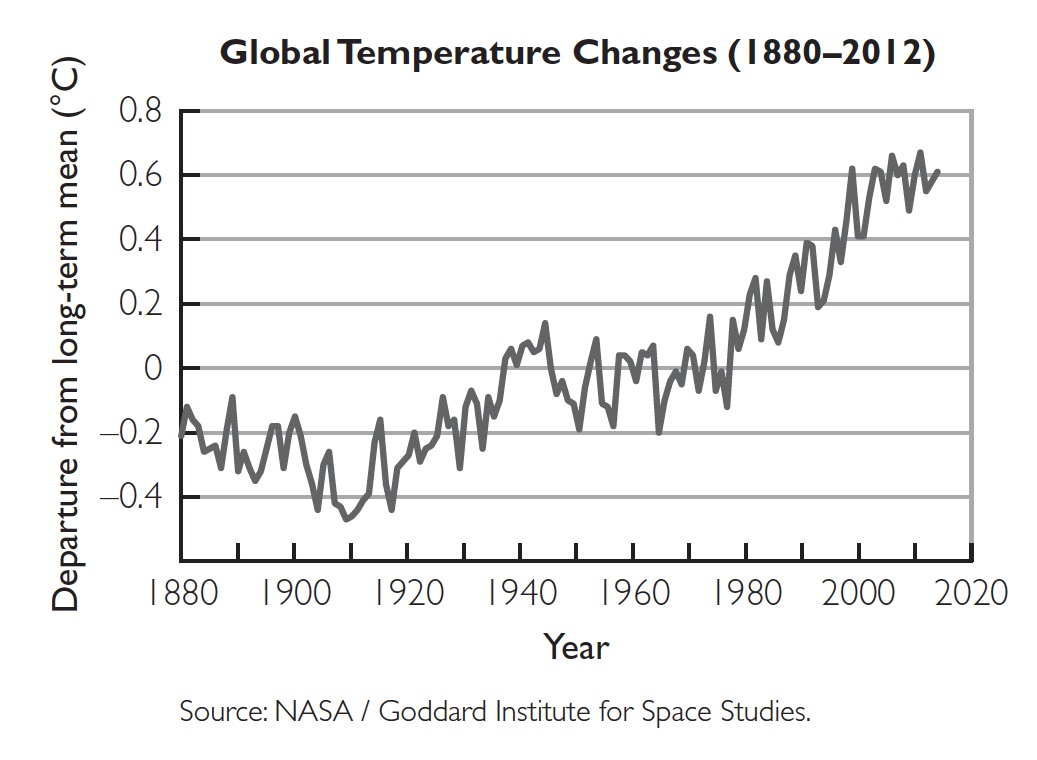 Global Temperature Changes (1880–2012)
Departure from long-term mean (°C)
0.8
0.6
0.4
0.2
0
–0.2
–0.4
1880 1900 1920 1940 1960 1980 2000 2020
Year
Source: NASA / Goddard Institute for Space Studies.